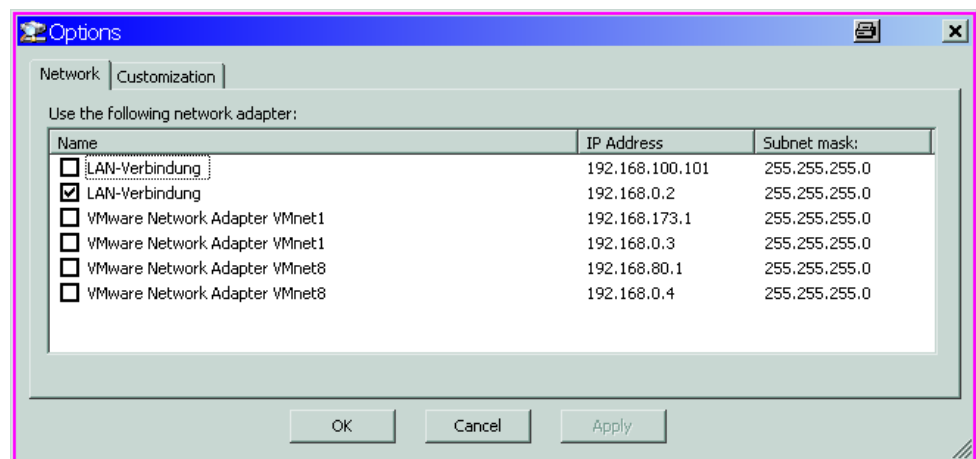 Options
Network Customization
Use the following network adapter:
Name IP Address Subnet mask:
LAN-Verbindung 192.168.100.101 255.255.255.0
LAN-Verbindung 192.168.0.2 255.255.255.0
VMware Network Adapter VMnet1 192.168.173.1 255.255.255.0
VMware Network Adapter VMnet1 192.168.0.3 255.255.255.0
VMware Network Adapter VMnet8 192.168.80.1 255.255.255.0
VMware Network Adapter VMnet8 192.168.0.4 255.255.255.0
OK Cancel Apply